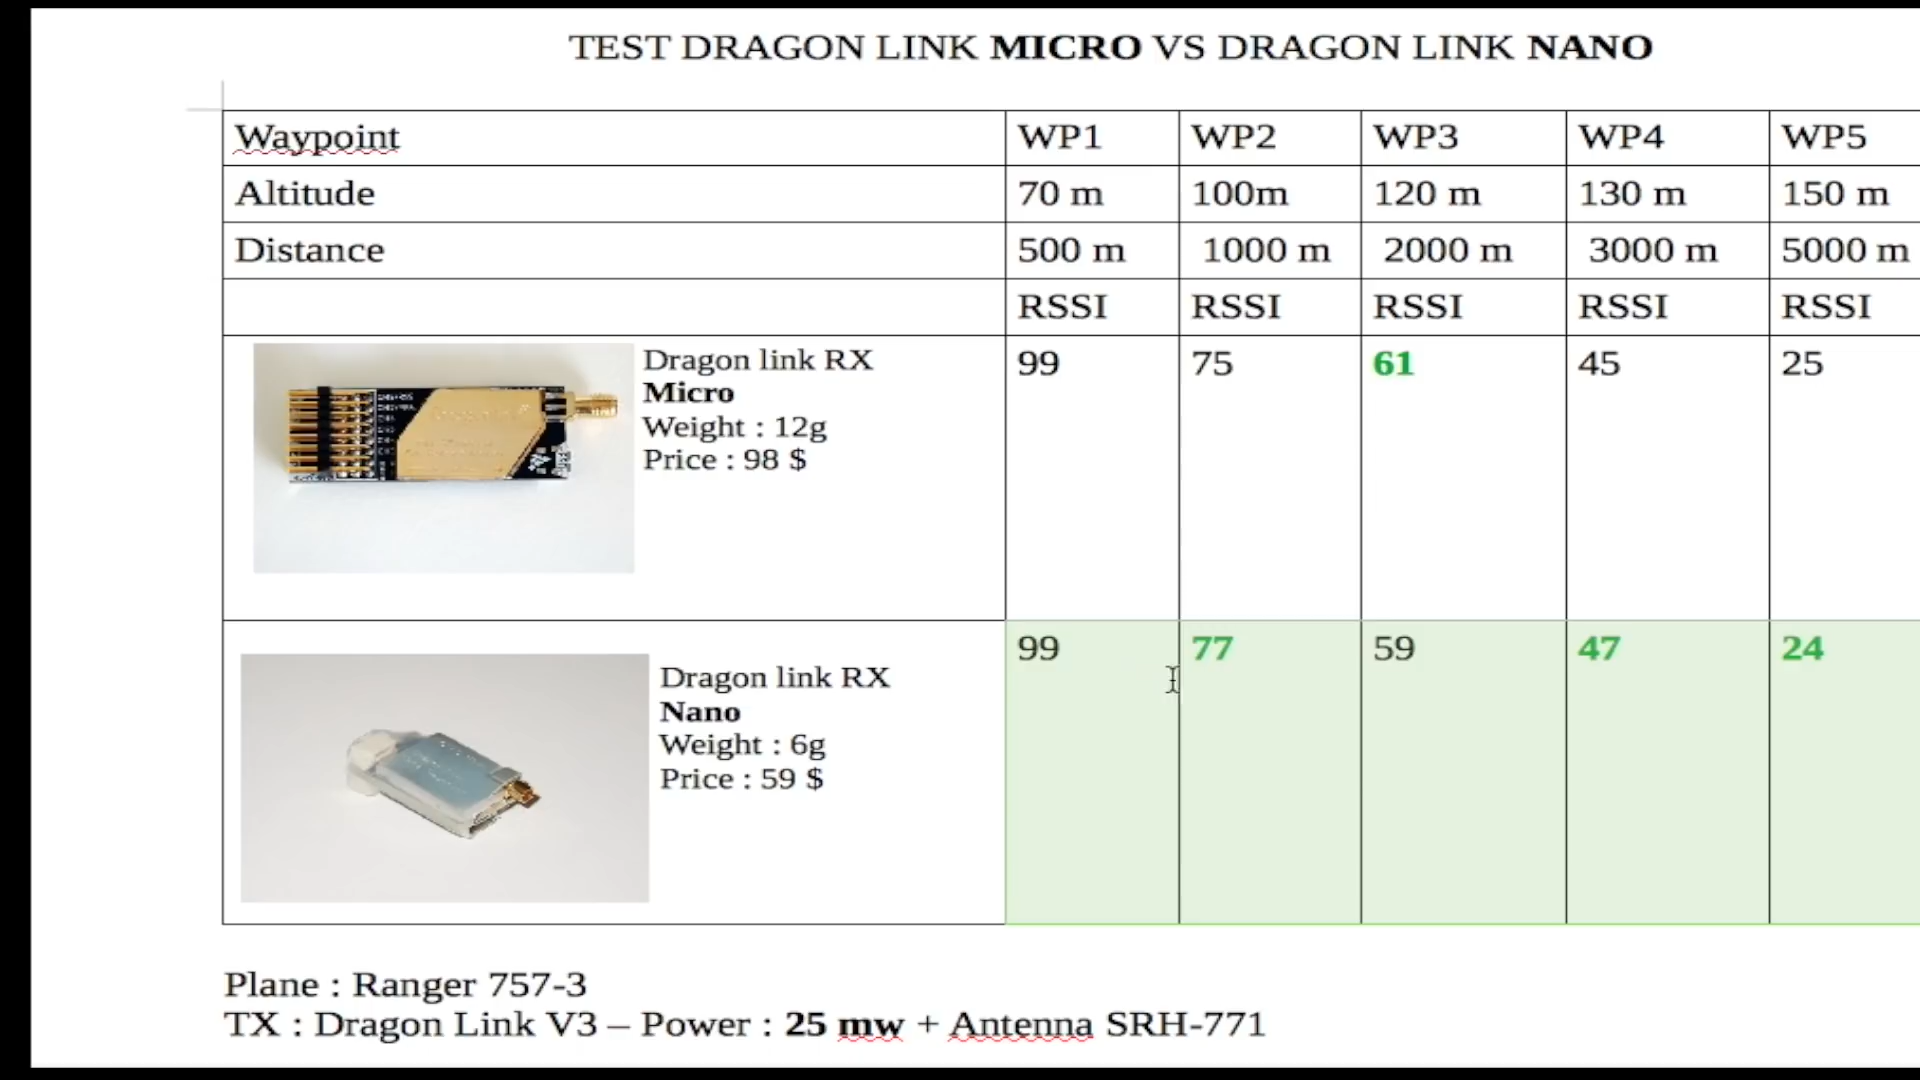 TEST DRAGON LINK MICRO VS DRAGON LINK NANO
Waypoint WP1 WP2 WP3 WP4 WP5
Altitude 70 m 100m 120 m 130 m 150 m
Distance 500 m 1000 m 2000 m 3000 m 5000 m
RSSI RSSI RSSI RSSI RSSI
Dragon link RX
Micro
Weight : 12g
Price : 98 $
99 75 61 45 25
Dragon link RX
Nano
Weight : 6g
Price : 59 $
99 77 59 47 24
Plane : Ranger 757-3
TX : Dragon Link V3 – Power : 25 mw + Antenna SRH-771